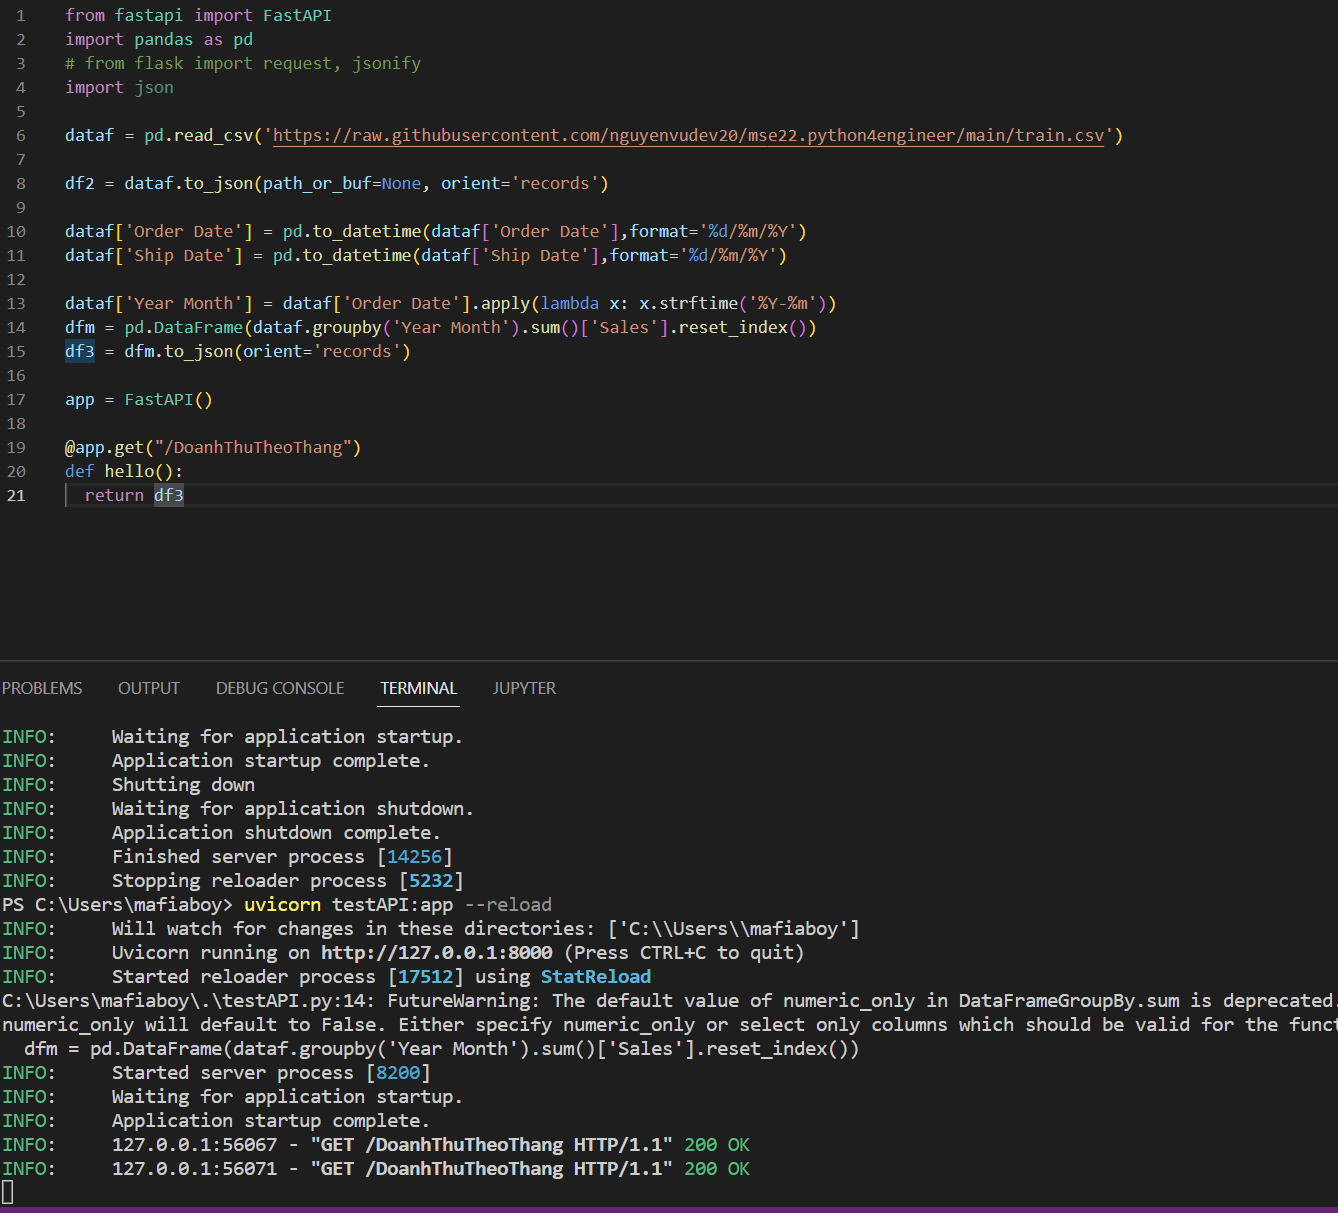 1 from fastapi import FastAPI
2 import pandas as pd
3 # from flask import request, jsonify
4 import json
5
6 dataf = pd.read_csv('https://raw.githubusercontent.com/nguyenvudev20/mse22.python4engineer/main/train.csv')
7
8 df2 = dataf.to_json(path_or_buf=None, orient='records')
9
10 dataf['Order Date'] = pd.to_datetime(dataf['Order Date'],format='%d/%m/%Y')
11 dataf['Ship Date'] = pd.to_datetime(dataf['Ship Date'],format='%d/%m/%Y')
12
13 dataf['Year Month'] = dataf['Order Date'].apply(lambda x: x.strftime('%Y-%m'))
14 dfm = pd.DataFrame(dataf.groupby('Year Month').sum()['Sales'].reset_index())
15 df3 = dfm.to_json(orient='records')
16
17 app = FastAPI()
18
19 @app.get("/DoanhThuTheoThang")
20 def hello():
21   return df3
PROBLEMS OUTPUT DEBUG CONSOLE TERMINAL JUPYTER
INFO:     Waiting for application startup.
INFO:     Application startup complete.
INFO:     Shutting down
INFO:     Waiting for application shutdown.
INFO:     Application shutdown complete.
INFO:     Finished server process [14256]
INFO:     Stopping reloader process [5232]
PS C:\Users\mafiaboy> uvicorn testAPI:app --reload
INFO:     Will watch for changes in these directories: ['C:\\Users\\mafiaboy']
INFO:     Uvicorn running on http://127.0.0.1:8000 (Press CTRL+C to quit)
INFO:     Started reloader process [17512] using StatReload
C:\Users\mafiaboy\.\testAPI.py:14: FutureWarning: The default value of numeric_only in DataFrameGroupBy.sum is deprecated.
numeric_only will default to False. Either specify numeric_only or select only columns which should be valid for the funct
  dfm = pd.DataFrame(dataf.groupby('Year Month').sum()['Sales'].reset_index())
INFO:     Started server process [8200]
INFO:     Waiting for application startup.
INFO:     Application startup complete.
INFO:     127.0.0.1:56067 - "GET /DoanhThuTheoThang HTTP/1.1" 200 OK
INFO:     127.0.0.1:56071 - "GET /DoanhThuTheoThang HTTP/1.1" 200 OK